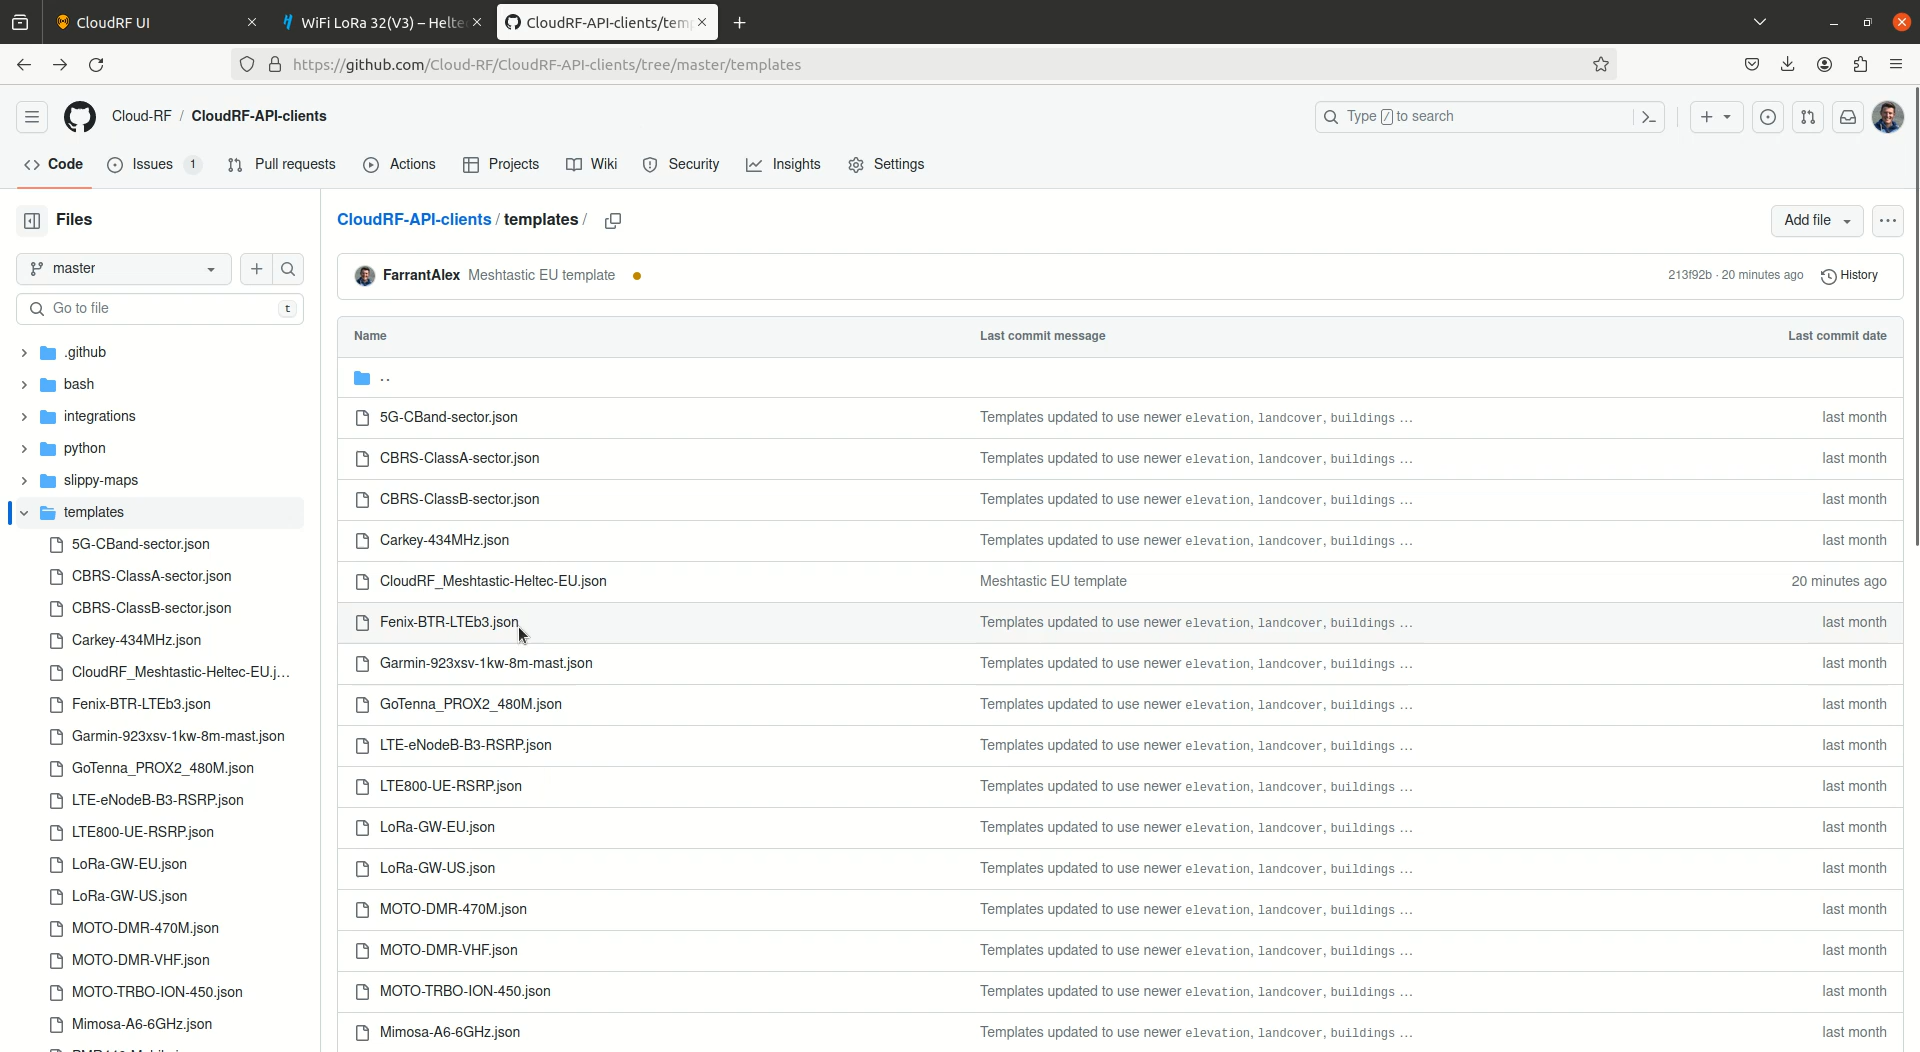 CloudRF UI
WiFi LoRa 32(V3) – Helte
CloudRF-API-clients/tem
https://github.com/Cloud-RF/CloudRF-API-clients/tree/master/templates
Cloud-RF / CloudRF-API-clients
Type / to search
Code
Issues 1
Pull requests
Actions
Projects
Wiki
Security
Insights
Settings
Files
master
Go to file
t
.github
bash
integrations
python
slippy-maps
templates
5G-CBand-sector.json
CBRS-ClassA-sector.json
CBRS-ClassB-sector.json
Carkey-434MHz.json
CloudRF_Meshtastic-Heltec-EU.j…
Fenix-BTR-LTEb3.json
Garmin-923xsv-1kw-8m-mast.json
GoTenna_PROX2_480M.json
LTE-eNodeB-B3-RSRP.json
LTE800-UE-RSRP.json
LoRa-GW-EU.json
LoRa-GW-US.json
MOTO-DMR-470M.json
MOTO-DMR-VHF.json
MOTO-TRBO-ION-450.json
Mimosa-A6-6GHz.json
CloudRF-API-clients / templates /
Add file
FarrantAlex Meshtastic EU template
213f92b · 20 minutes ago
History
Name Last commit message Last commit date
..
5G-CBand-sector.json Templates updated to use newer elevation, landcover, buildings … last month
CBRS-ClassA-sector.json Templates updated to use newer elevation, landcover, buildings … last month
CBRS-ClassB-sector.json Templates updated to use newer elevation, landcover, buildings … last month
Carkey-434MHz.json Templates updated to use newer elevation, landcover, buildings … last month
CloudRF_Meshtastic-Heltec-EU.json Meshtastic EU template 20 minutes ago
Fenix-BTR-LTEb3.json Templates updated to use newer elevation, landcover, buildings … last month
Garmin-923xsv-1kw-8m-mast.json Templates updated to use newer elevation, landcover, buildings … last month
GoTenna_PROX2_480M.json Templates updated to use newer elevation, landcover, buildings … last month
LTE-eNodeB-B3-RSRP.json Templates updated to use newer elevation, landcover, buildings … last month
LTE800-UE-RSRP.json Templates updated to use newer elevation, landcover, buildings … last month
LoRa-GW-EU.json Templates updated to use newer elevation, landcover, buildings … last month
LoRa-GW-US.json Templates updated to use newer elevation, landcover, buildings … last month
MOTO-DMR-470M.json Templates updated to use newer elevation, landcover, buildings … last month
MOTO-DMR-VHF.json Templates updated to use newer elevation, landcover, buildings … last month
MOTO-TRBO-ION-450.json Templates updated to use newer elevation, landcover, buildings … last month
Mimosa-A6-6GHz.json Templates updated to use newer elevation, landcover, buildings … last month